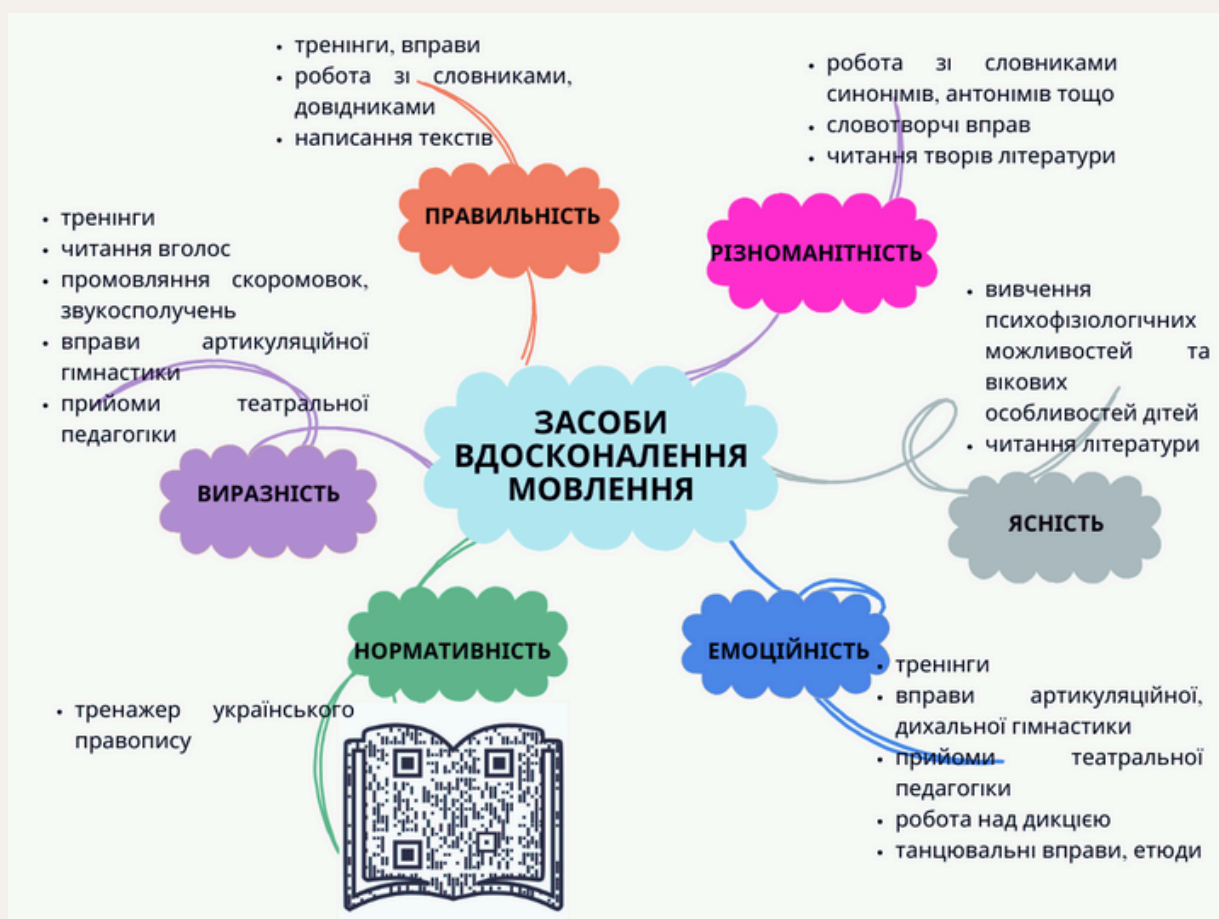 • тренінги, вправи
• робота зі словниками,
довідниками
• написання текстів
ПРАВИЛЬНІСТЬ
• робота зі словниками
синонімів, антонімів тощо
• словотворчі вправ
• читання творів літератури
РІЗНОМАНІТНІСТЬ
• тренінги
• читання вголос
• промовляння скоромовок,
звукосполучень
• вправи артикуляційної
гімнастики
• прийоми театральної
педагогіки
ВИРАЗНІСТЬ
ЗАСОБИ
ВДОСКОНАЛЕННЯ
МОВЛЕННЯ
• вивчення
психофізіологічних
можливостей та
вікових
особливостей дітей
• читання літератури
ЯСНІСТЬ
НОРМАТИВНІСТЬ
• тренажер українського
правопису
ЕМОЦІЙНІСТЬ
• тренінги
• вправи артикуляційної,
дихальної гімнастики
• прийоми театральної
педагогіки
• робота над дикцією
• танцювальні вправи, етюди